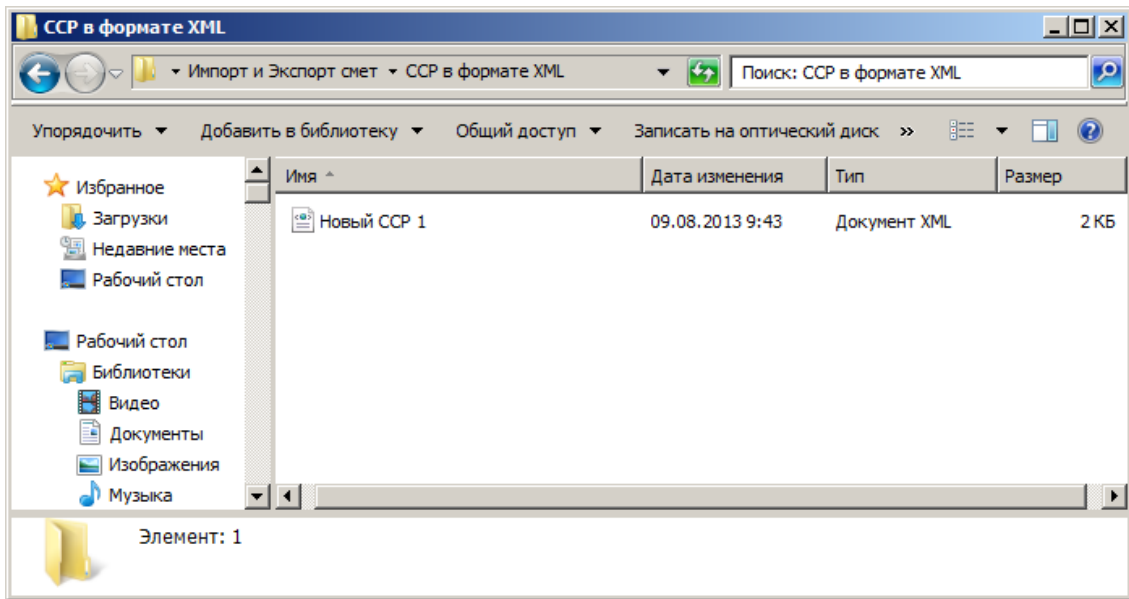 ССР в формате XML
Импорт и Экспорт смет ССР в формате XML Поиск: ССР в формате XML
Упорядочить Добавить в библиотеку Общий доступ Записать на оптический диск »
Имя Дата изменения Тип Размер
Новый ССР 1 09.08.2013 9:43 Документ XML 2 КБ
Избранное
Загрузки
Недавние места
Рабочий стол
Рабочий стол
Библиотеки
Видео
Документы
Изображения
Музыка
Элемент: 1